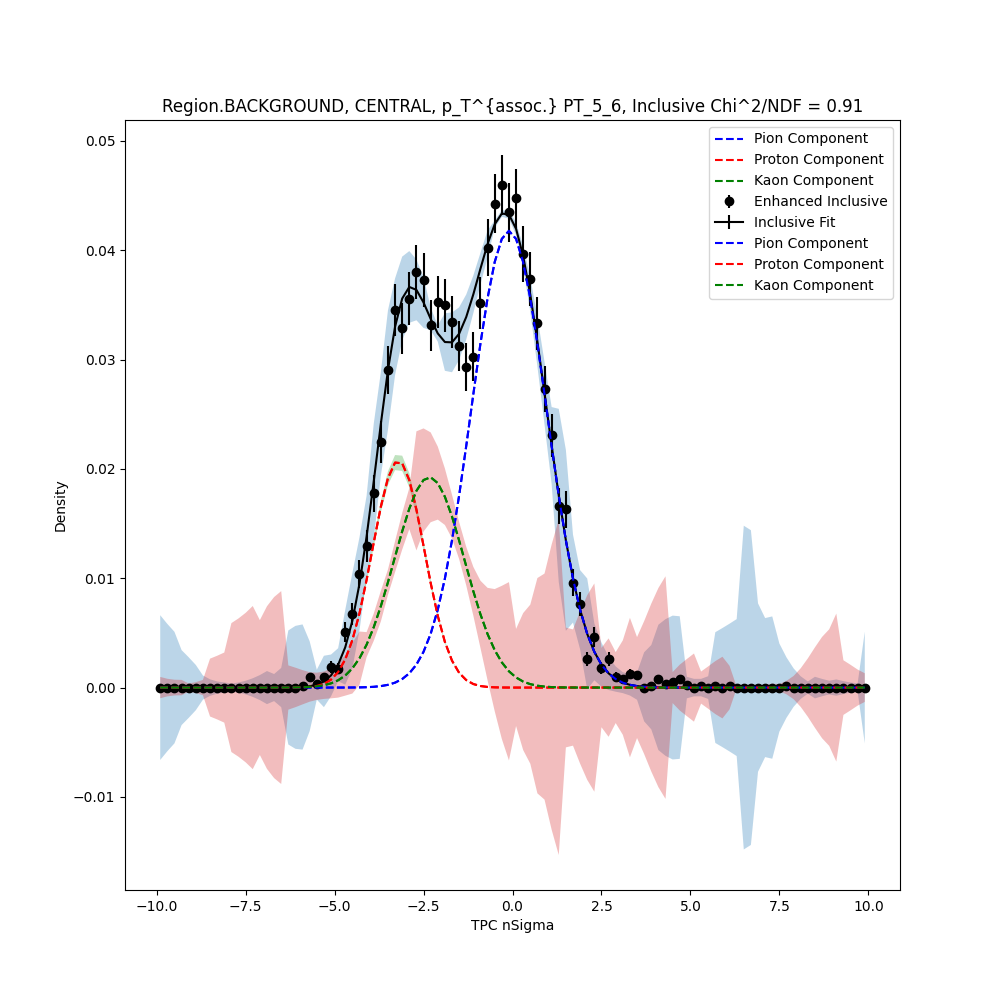 Region.BACKGROUND, CENTRAL, p_T^{assoc.} PT_5_6, Inclusive Chi^2/NDF = 0.91
Pion Component
Proton Component
Kaon Component
Enhanced Inclusive
Inclusive Fit
Pion Component
Proton Component
Kaon Component
0.05
0.04
0.03
0.02
0.01
0.00
−0.01
Density
−10.0 −7.5 −5.0 −2.5 0.0 2.5 5.0 7.5 10.0
TPC nSigma